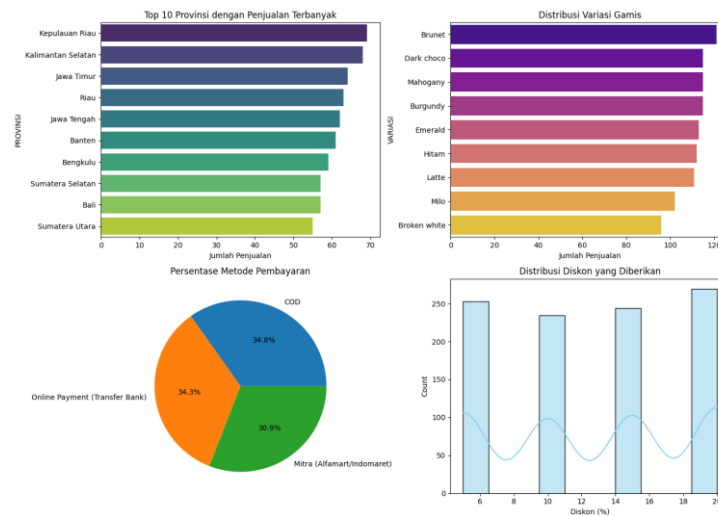 Top 10 Provinsi dengan Penjualan Terbanyak
PROVINSI
Kepulauan Riau
Kalimantan Selatan
Jawa Timur
Riau
Jawa Tengah
Banten
Bengkulu
Sumatera Selatan
Bali
Sumatera Utara
0 10 20 30 40 50 60 70
Jumlah Penjualan
Distribusi Variasi Gamis
VARIASI
Brunet
Dark choco
Mahogany
Burgundy
Emerald
Hitam
Latte
Milo
Broken white
0 20 40 60 80 100 120
Jumlah Penjualan
Persentase Metode Pembayaran
COD
34.8%
Online Payment (Transfer Bank)
34.3%
30.9%
Mitra (Alfamart/Indomaret)
Distribusi Diskon yang Diberikan
Count
250
200
150
100
50
0
6 8 10 12 14 16 18 20
Diskon (%)